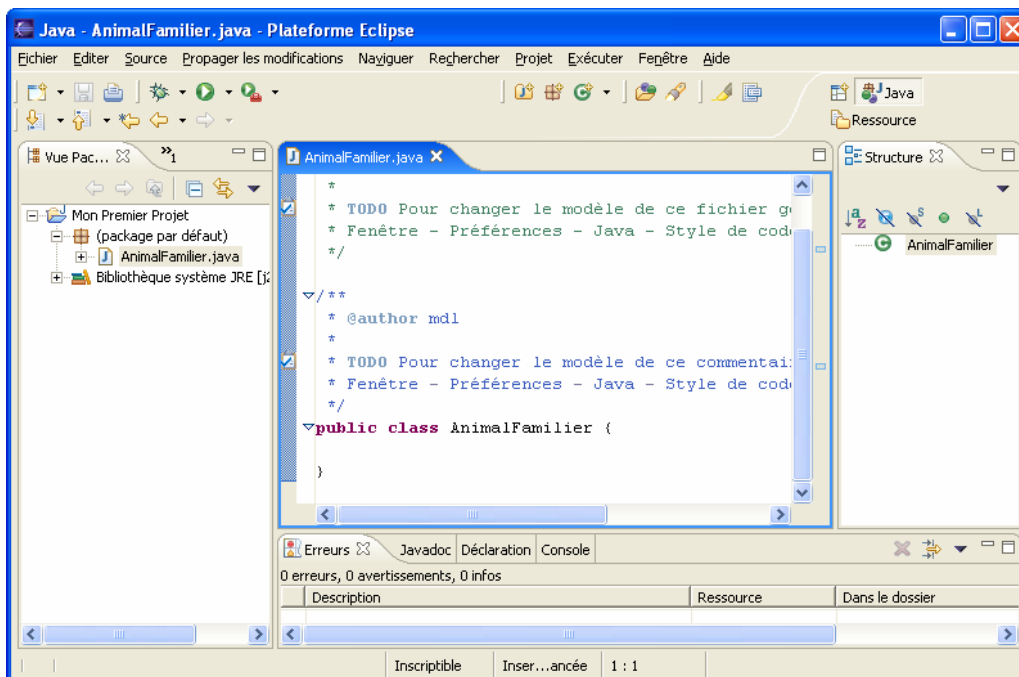 Java - AnimalFamilier.java - Plateforme Eclipse
Fichier Editer Source Propager les modifications Naviguer Rechercher Projet Exécuter Fenêtre Aide
Java
Ressource
Vue Pac...
»1
AnimalFamilier.java
Structure
Mon Premier Projet
(package par défaut)
AnimalFamilier.java
Bibliothèque système JRE [j2
*
* TODO Pour changer le modèle de ce fichier g
* Fenêtre - Préférences - Java - Style de cod
*/
/**
* @author mdl
*
* TODO Pour changer le modèle de ce commentai
* Fenêtre - Préférences - Java - Style de cod
*/
public class AnimalFamilier {
}
AnimalFamilier
Erreurs Javadoc Déclaration Console
0 erreurs, 0 avertissements, 0 infos
Description Ressource Dans le dossier
Inscriptible Inser...ancée 1 : 1